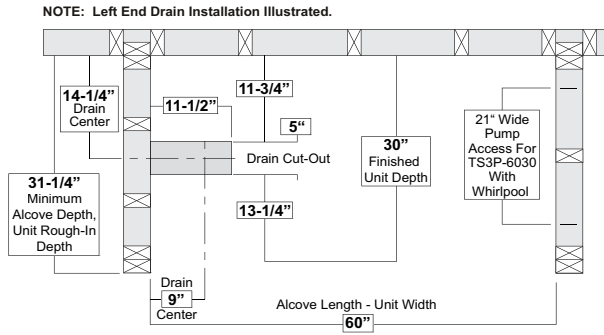 NOTE: Left End Drain Installation Illustrated.
14-1/4”
Drain
Center
11-1/2”
11-3/4”
5“
Drain Cut-Out
30”
Finished
Unit Depth
21“ Wide
Pump
Access For
TS3P-6030
With
Whirlpool
31-1/4”
Minimum
Alcove Depth,
Unit Rough-In
Depth
13-1/4”
Drain
9”
Center
Alcove Length - Unit Width
60”